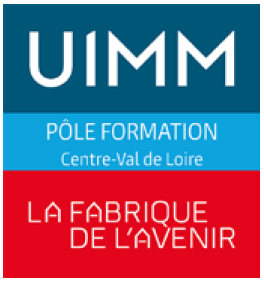 UIMM
PÔLE FORMATION
Centre-Val de Loire
LA FABRIQUE
DE L'AVENIR